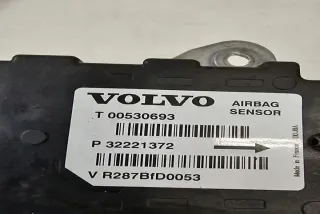 VOLVO AIRBAG SENSOR
T 00530693
P 32221372
V R287BfD0053
Made in France